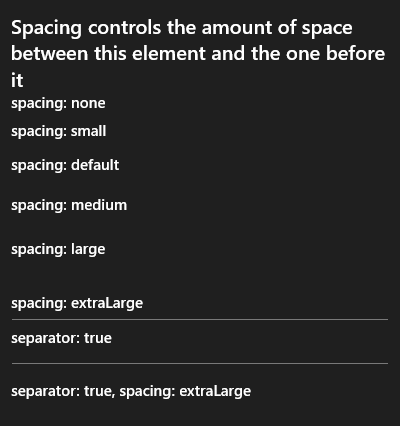 Spacing controls the amount of space
between this element and the one before
it
spacing: none
spacing: small
spacing: default
spacing: medium
spacing: large
spacing: extraLarge
separator: true
separator: true, spacing: extraLarge